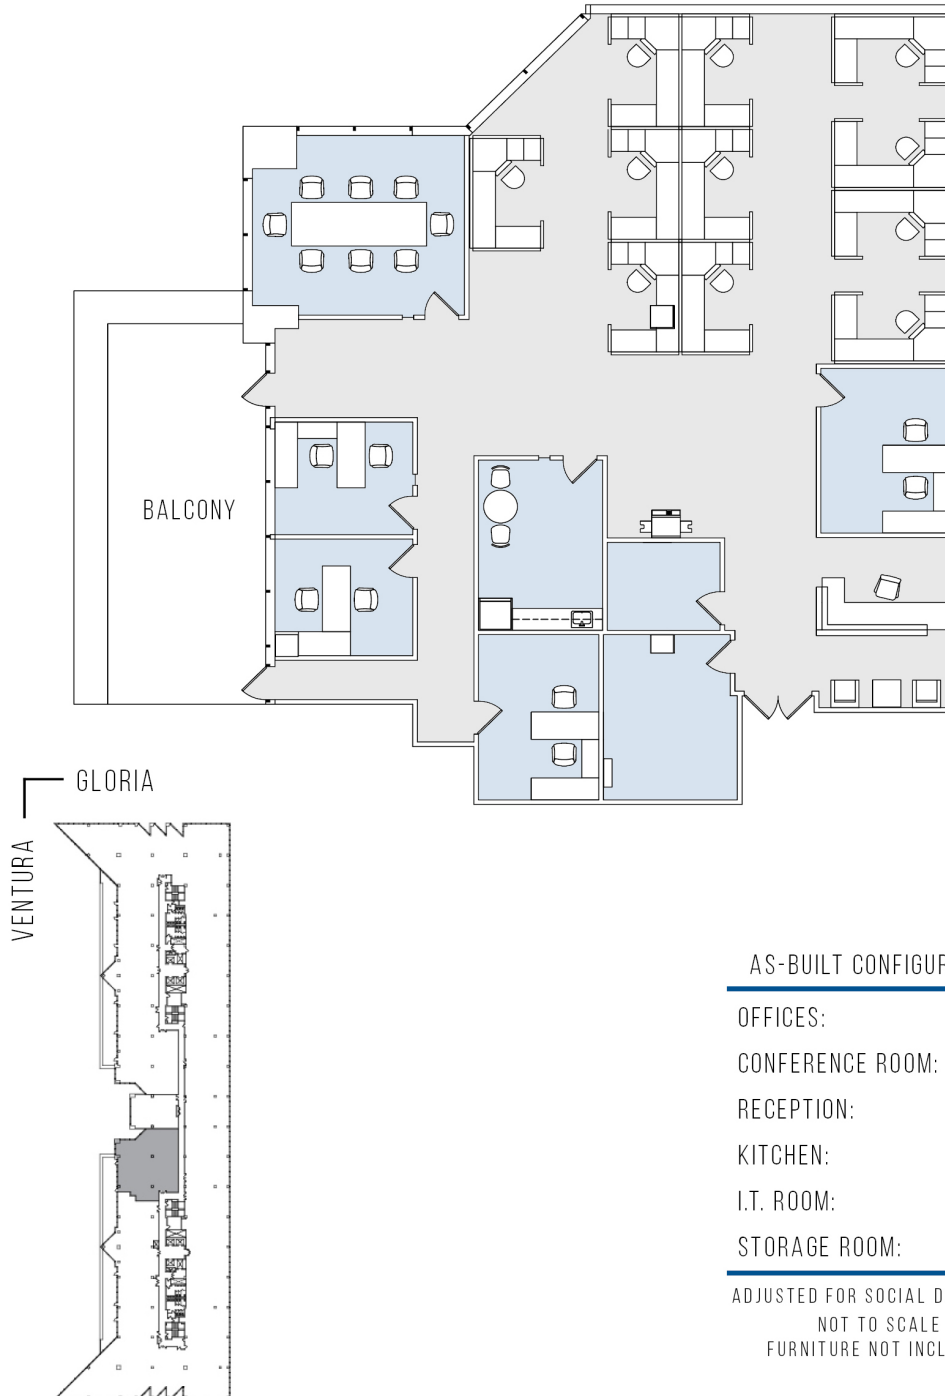 BALCONY
GLORIA
VENTURA
AS-BUILT CONFIGUR
OFFICES:
CONFERENCE ROOM:
RECEPTION:
KITCHEN:
I.T. ROOM:
STORAGE ROOM:
ADJUSTED FOR SOCIAL D
NOT TO SCALE
FURNITURE NOT INCL